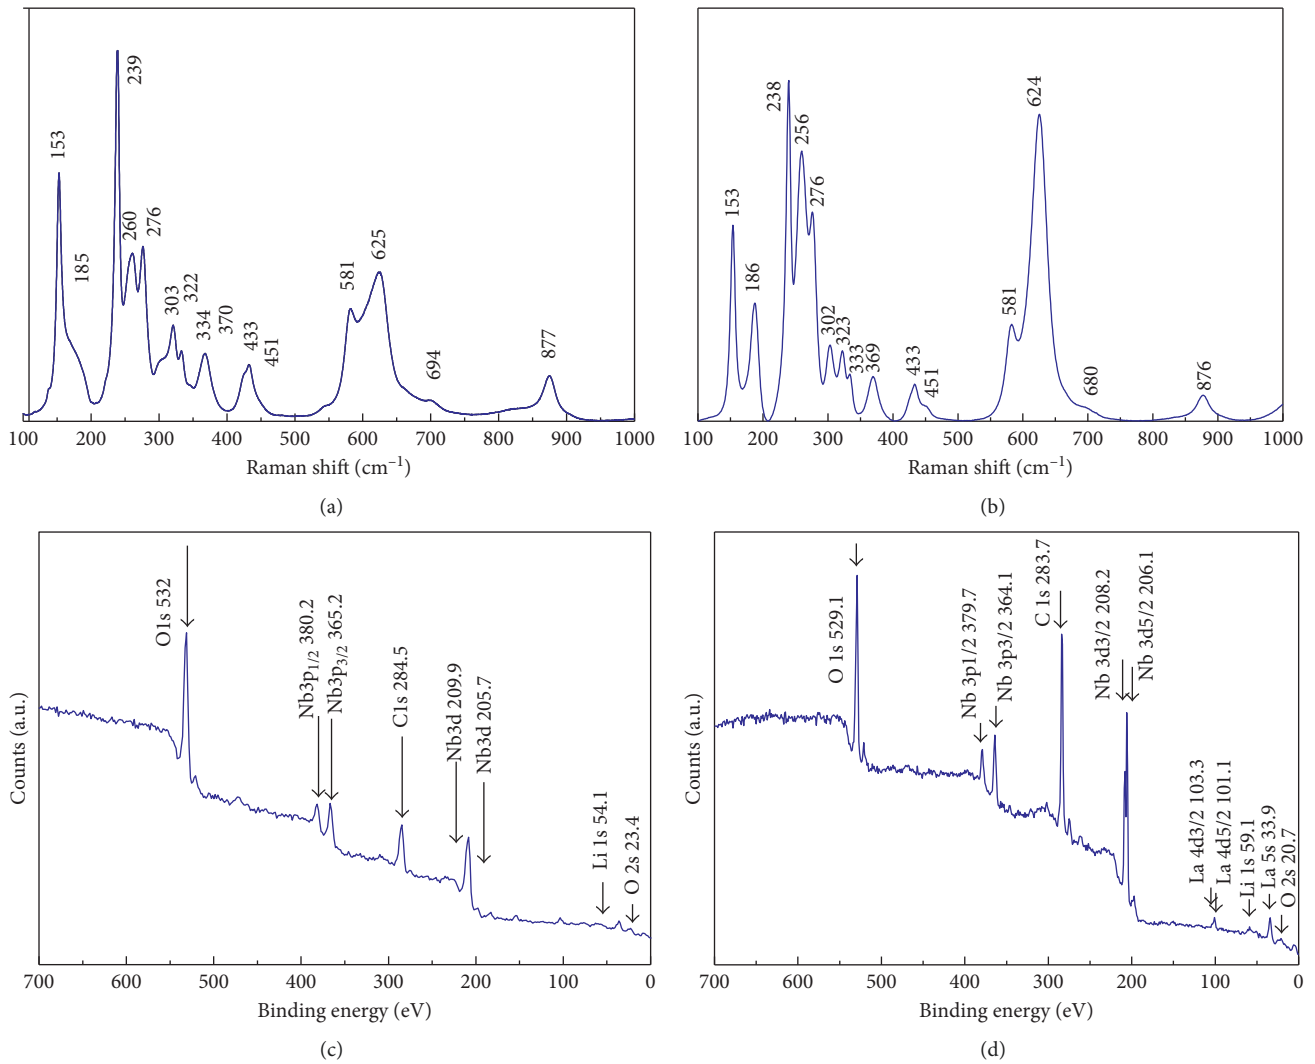 153
185
239
260
276
303
322
334
370
433
451
581
625
694
877
100 200 300 400 500 600 700 800 900 1000
Raman shift (cm–1)
(a)
153
186
238
256
276
302
323
333
369
433
451
581
624
680
876
100 200 300 400 500 600 700 800 900 1000
Raman shift (cm–1)
(b)
Counts (a.u.)
O1s 532
Nb3p1/2 380.2
Nb3p3/2 365.2
C1s 284.5
Nb3d 209.9
Nb3d 205.7
Li 1s 54.1
O 2s 23.4
700 500 400 300 200 100 0
Binding energy (eV)
(c)
Counts (a.u.)
O 1s 529.1
Nb 3p1/2 379.7
Nb 3p3/2 364.1
C 1s 283.7
Nb 3d3/2 208.2
Nb 3d5/2 206.1
La 4d3/2 103.3
La 4d5/2 101.1
Li 1s 59.1
La 5s 33.9
O 2s 20.7
700 500 400 300 200 100 0
Binding energy (eV)
(d)